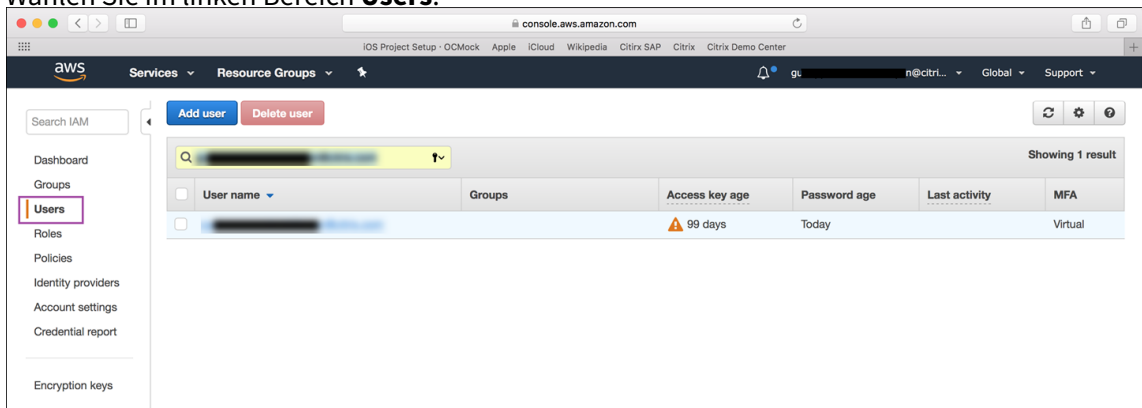 Wählen Sie im linken Bereich Users.
console.aws.amazon.com
iOS Project Setup · OCMock Apple iCloud Wikipedia Citirx SAP Citrix Citrix Demo Center
aws Services Resource Groups gu n@citri... Global Support
Search IAM
Add user Delete user
Showing 1 result
Dashboard
Groups
Users
Roles
Policies
Identity providers
Account settings
Credential report
Encryption keys
User name Groups Access key age Password age Last activity MFA
99 days Today Virtual